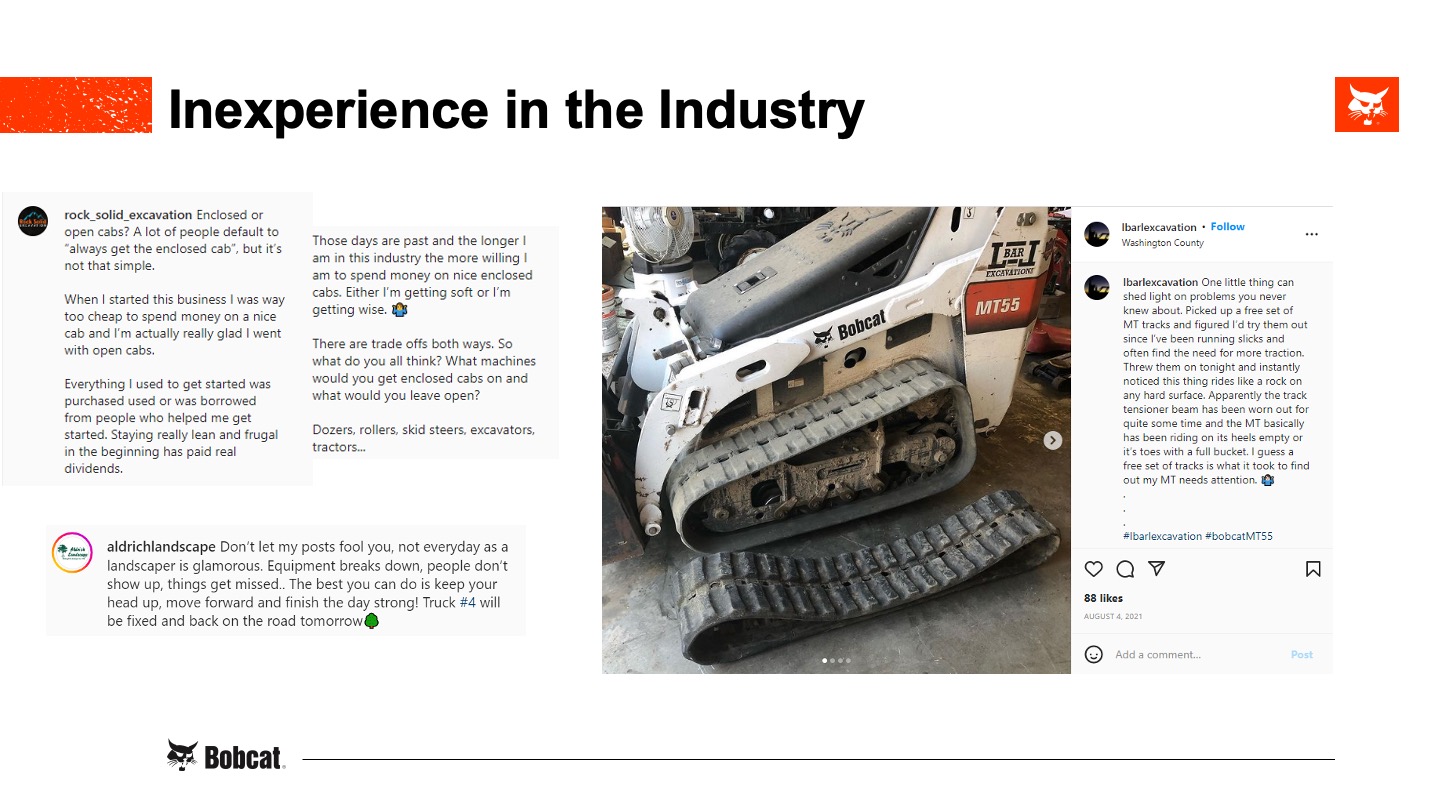 Inexperience in the Industry
rock_solid_excavation Enclosed or
open cabs? A lot of people default to
"always get the enclosed cab", but it's
not that simple.
When I started this business I was way
too cheap to spend money on a nice
cab and I'm actually really glad I went
with open cabs.
Everything I used to get started was
purchased used or was borrowed
from people who helped me get
started. Staying really lean and frugal
in the beginning has paid real
dividends.
Those days are past and the longer I
am in this industry the more willing I
am to spend money on nice enclosed
cabs. Either I'm getting soft or I'm
getting wise. 🤷‍♂️
There are trade offs both ways. So
what do you all think? What machines
would you get enclosed cabs on and
what would you leave open?
Dozers, rollers, skid steers, excavators,
tractors...
aldrichlandscape Don't let my posts fool you, not everyday as a
landscaper is glamorous. Equipment breaks down, people don't
show up, things get missed.. The best you can do is keep your
head up, move forward and finish the day strong! Truck #4 will
be fixed and back on the road tomorrow🌳
L BAR J
EXCAVATIONS
MT55
Bobcat
lbarlexcavation • Follow
Washington County
lbarlexcavation One little thing can
shed light on problems you never
knew about. Picked up a free set of
MT tracks and figured I'd try them out
since I've been running slicks and
often find the need for more traction.
Threw them on tonight and instantly
noticed this thing rides like a rock on
any hard surface. Apparently the track
tensioner beam has been worn out for
quite some time and the MT basically
has been riding on its heels empty or
it's toes with a full bucket. I guess a
free set of tracks is what it took to find
out my MT needs attention. 🤷‍♂️
.
.
.
#lbarlexcavation #bobcatMT55
88 likes
AUGUST 4, 2021
Add a comment... Post
Bobcat